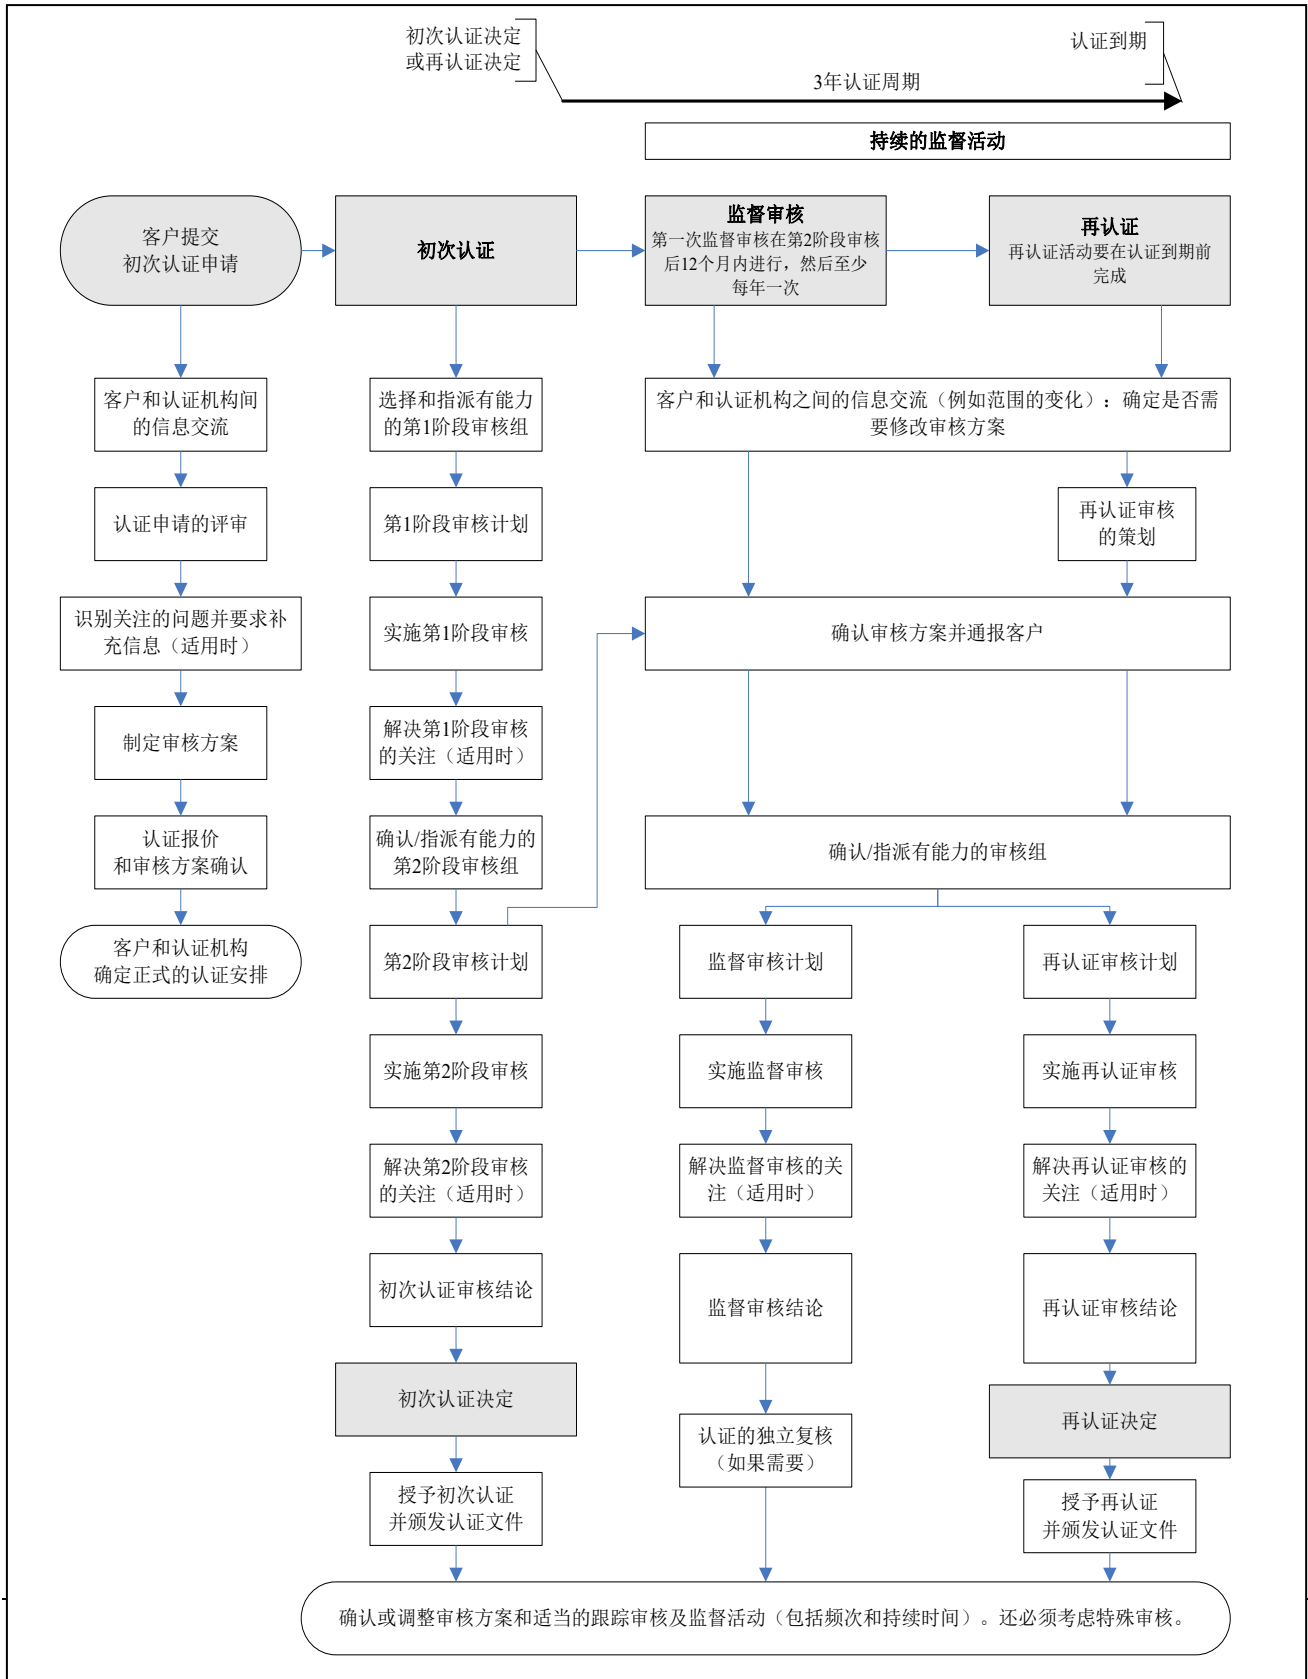 初次认证决定
或再认证决定
认证到期
3年认证周期
持续的监督活动
客户提交
初次认证申请
初次认证
监督审核
第一次监督审核在第2阶段审核
后12个月内进行，然后至少
每年一次
再认证
再认证活动要在认证到期前
完成
客户和认证机构间
的信息交流
选择和指派有能力
的第1阶段审核组
客户和认证机构之间的信息交流（例如范围的变化）：确定是否需
要修改审核方案
认证申请的评审
第1阶段审核计划
再认证审核
的策划
识别关注的问题并要求补
充信息（适用时）
实施第1阶段审核
确认审核方案并通报客户
制定审核方案
解决第1阶段审核
的关注（适用时）
认证报价
和审核方案确认
确认/指派有能力的
第2阶段审核组
确认/指派有能力的审核组
客户和认证机构
确定正式的认证安排
第2阶段审核计划
监督审核计划
再认证审核计划
实施第2阶段审核
实施监督审核
实施再认证审核
解决第2阶段审核
的关注（适用时）
解决监督审核的关
注（适用时）
解决再认证审核的
关注（适用时）
初次认证审核结论
监督审核结论
再认证审核结论
初次认证决定
认证的独立复核
（如果需要）
再认证决定
授予初次认证
并颁发认证文件
授予再认证
并颁发认证文件
确认或调整审核方案和适当的跟踪审核及监督活动（包括频次和持续时间）。还必须考虑特殊审核。